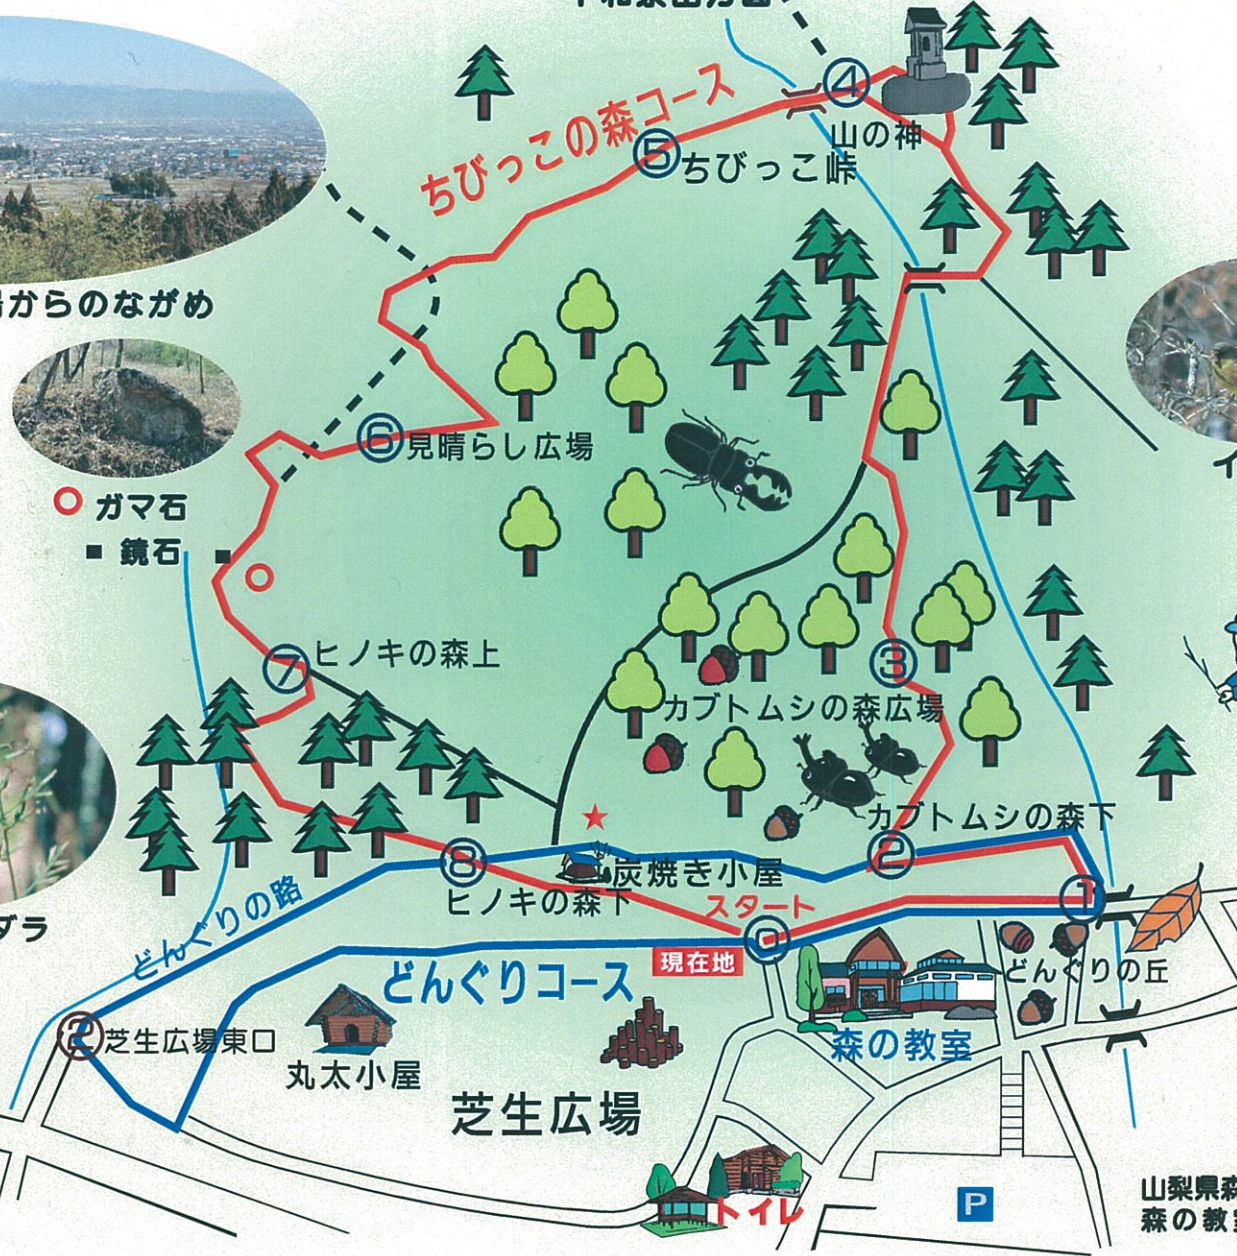 ちびっこの森コース
④
山の神
⑤
ちびっこ峠
からのながめ
⑥
見晴らし広場
ガマ石
■ 鏡石
⑦
ヒノキの森上
③
カブトムシの森広場
カブトムシの森下
②
⑧
ヒノキの森下
炭焼き小屋
スタート
①
⓪
現在地
どんぐりの路
どんぐりコース
どんぐりの丘
ダラ
②
芝生広場東口
丸太小屋
森の教室
芝生広場
トイレ
P
山梨県森
森の教室